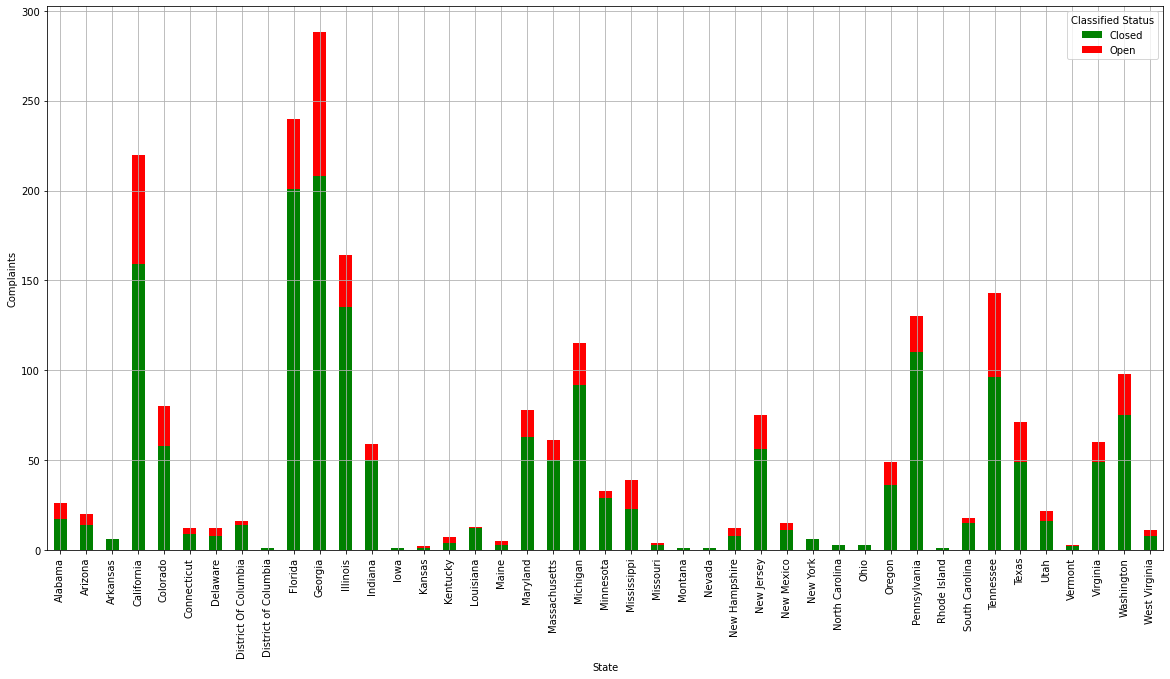 300
250
200
150
100
50
0
Complaints
Classified Status
Closed
Open
Alabama
Arizona
Arkansas
California
Colorado
Connecticut
Delaware
District Of Columbia
District of Columbia
Florida
Georgia
Illinois
Indiana
Iowa
Kansas
Kentucky
Louisiana
Maine
Maryland
Massachusetts
Michigan
Minnesota
Mississippi
Missouri
Montana
Nevada
New Hampshire
New Jersey
New Mexico
New York
North Carolina
Ohio
Oregon
Pennsylvania
Rhode Island
South Carolina
Tennessee
Texas
Utah
Vermont
Virginia
Washington
West Virginia
State